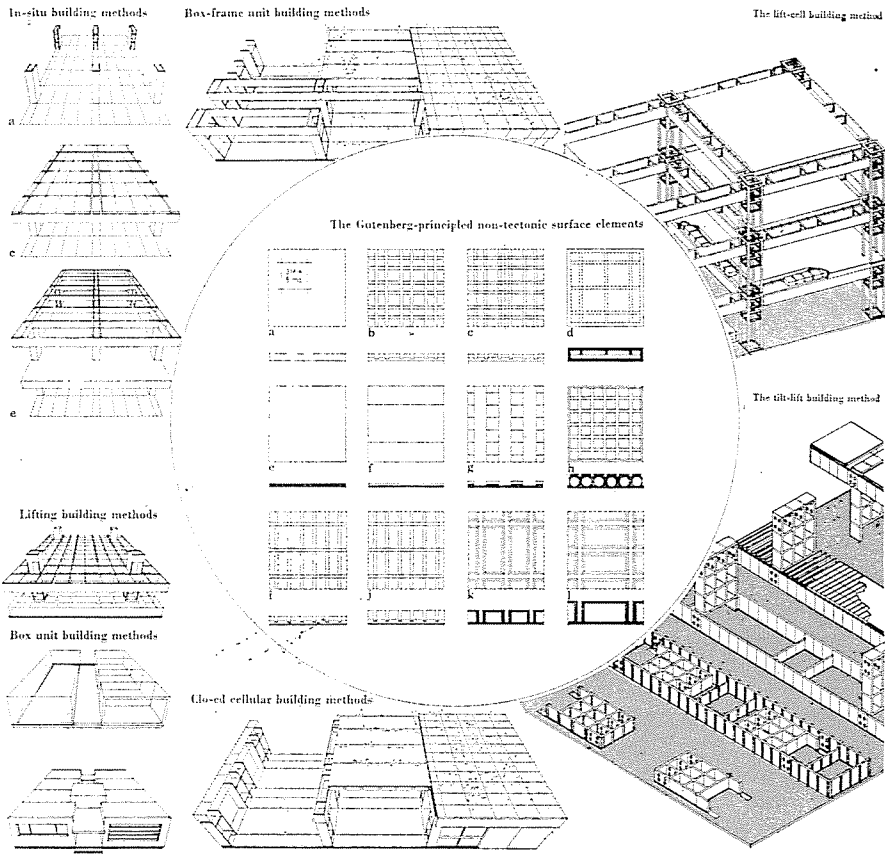 In-situ building methods
Box-frame unit building methods
The lift-cell building method
a
c
e
The Gutenberg-principled non-tectonic surface elements
a
b
c
d
e
f
g
h
i
j
k
l
The tilt-lift building method
Lifting building methods
Box unit building methods
Closed cellular building methods